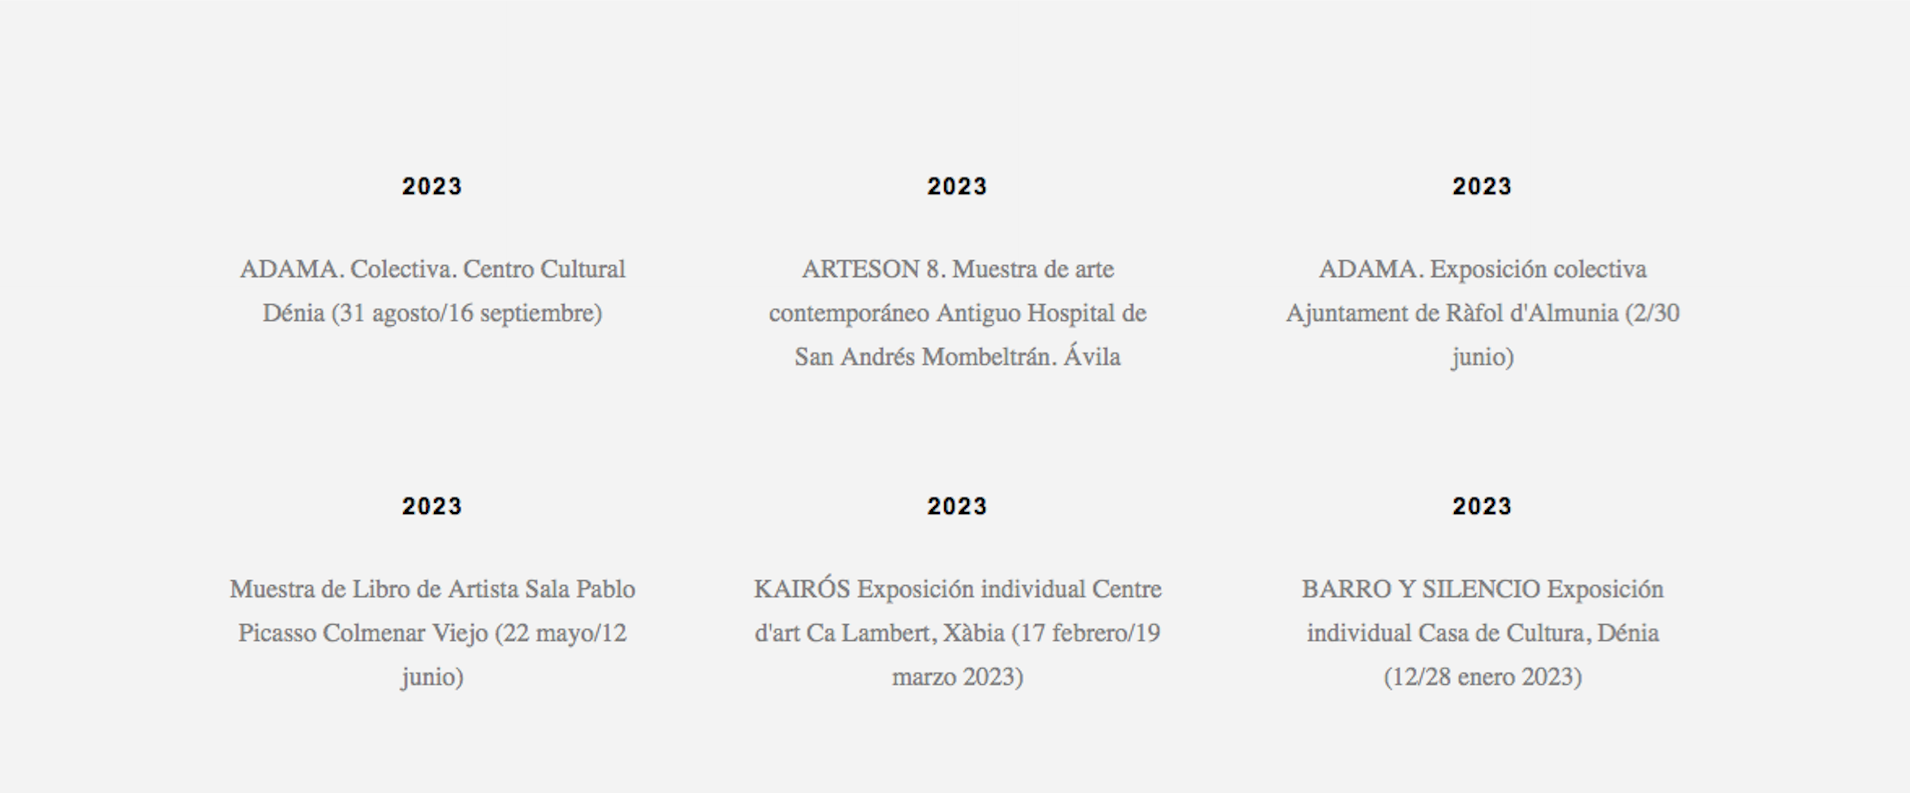 2023
ADAMA. Colectiva. Centro Cultural
Dénia (31 agosto/16 septiembre)
2023
ARTESON 8. Muestra de arte
contemporáneo Antiguo Hospital de
San Andrés Mombeltrán. Ávila
2023
ADAMA. Exposición colectiva
Ajuntament de Ràfol d'Almunia (2/30
junio)
2023
Muestra de Libro de Artista Sala Pablo
Picasso Colmenar Viejo (22 mayo/12
junio)
2023
KAIRÓS Exposición individual Centre
d'art Ca Lambert, Xàbia (17 febrero/19
marzo 2023)
2023
BARRO Y SILENCIO Exposición
individual Casa de Cultura, Dénia
(12/28 enero 2023)